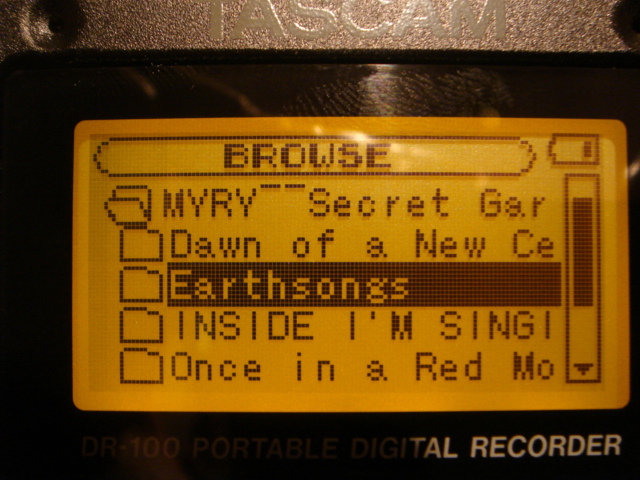 TASCAM
BROWSE
MYRY¯¯Secret Gar
Dawn of a New Ce
Earthsongs
INSIDE I'M SINGI
Once in a Red Mo
DR-100 PORTABLE DIGITAL RECORDER